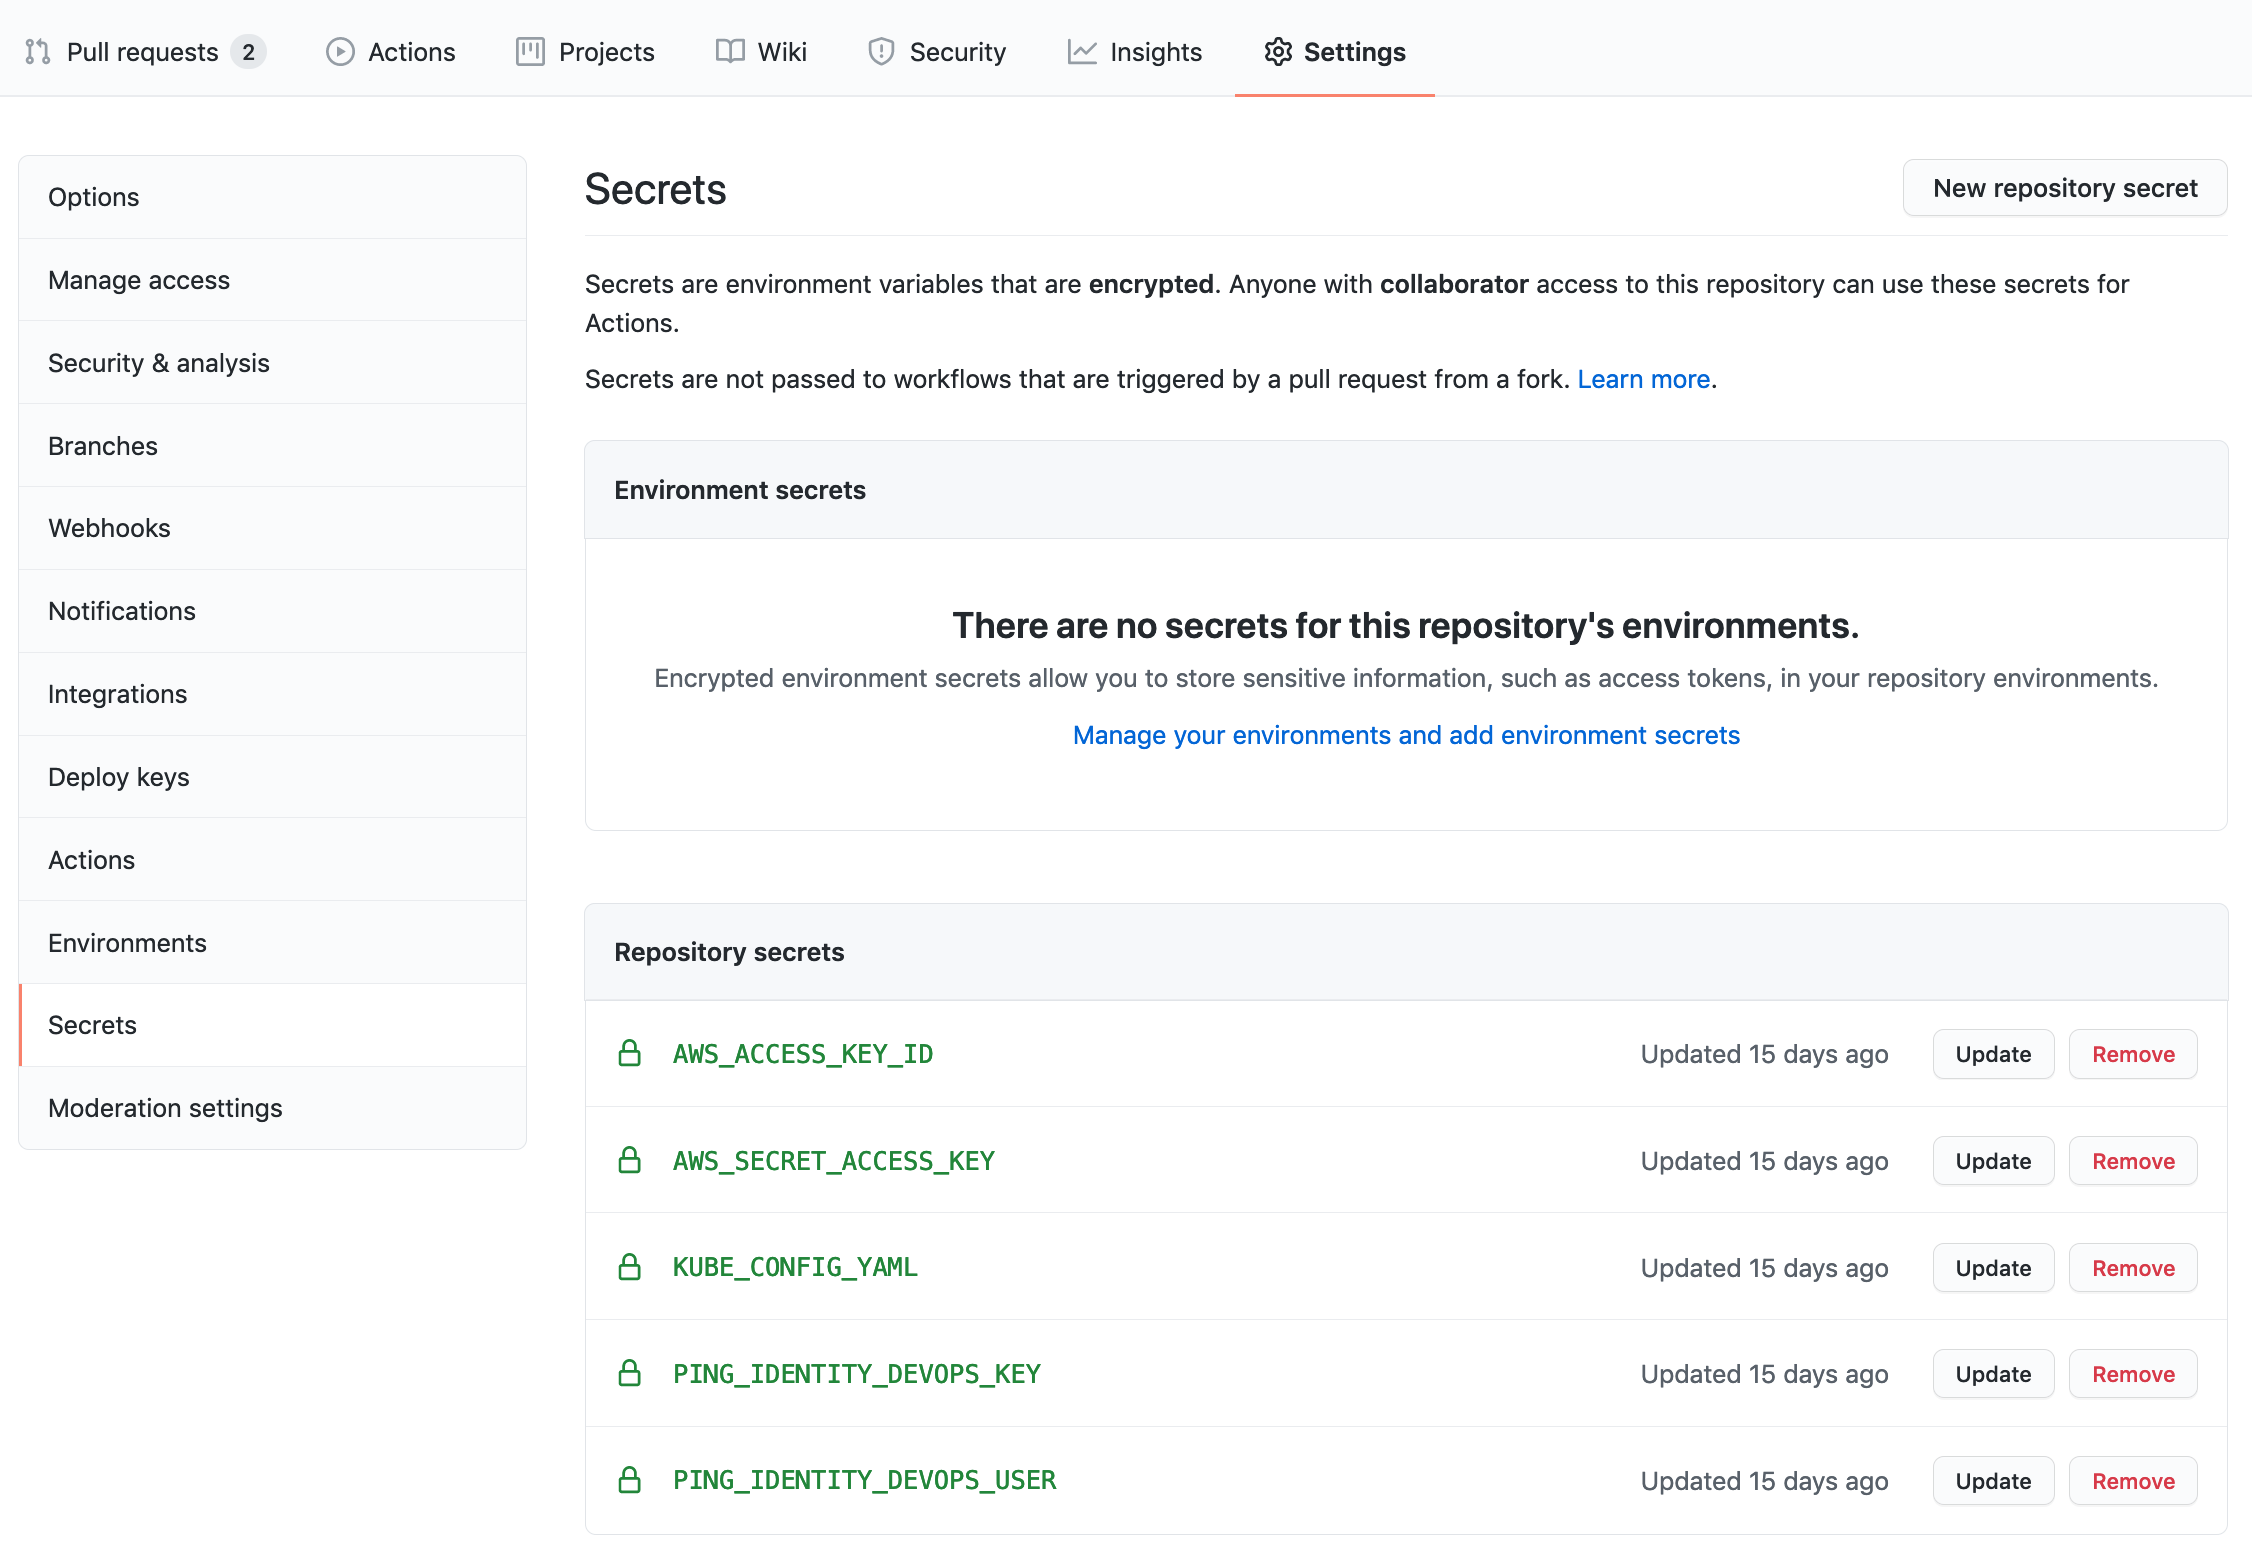 Pull requests 2 Actions Projects Wiki Security Insights Settings
Options
Manage access
Security & analysis
Branches
Webhooks
Notifications
Integrations
Deploy keys
Actions
Environments
Secrets
Moderation settings
Secrets
New repository secret
Secrets are environment variables that are encrypted. Anyone with collaborator access to this repository can use these secrets for
Actions.
Secrets are not passed to workflows that are triggered by a pull request from a fork. Learn more.
Environment secrets
There are no secrets for this repository's environments.
Encrypted environment secrets allow you to store sensitive information, such as access tokens, in your repository environments.
Manage your environments and add environment secrets
Repository secrets
AWS_ACCESS_KEY_ID Updated 15 days ago Update Remove
AWS_SECRET_ACCESS_KEY Updated 15 days ago Update Remove
KUBE_CONFIG_YAML Updated 15 days ago Update Remove
PING_IDENTITY_DEVOPS_KEY Updated 15 days ago Update Remove
PING_IDENTITY_DEVOPS_USER Updated 15 days ago Update Remove